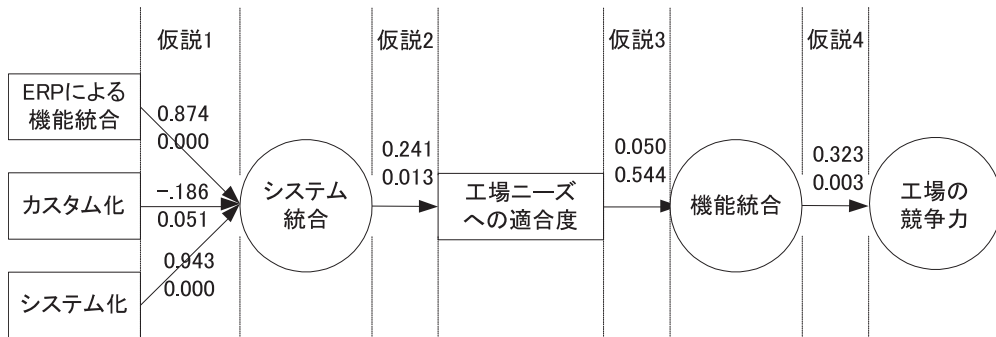 仮説1
仮説2
仮説3
仮説4
ERPによる
機能統合
0.874
0.000
カスタム化
-.186
0.051
システム化
0.943
0.000
システム
統合
0.241
0.013
工場ニーズ
への適合度
0.050
0.544
機能統合
0.323
0.003
工場の
競争力